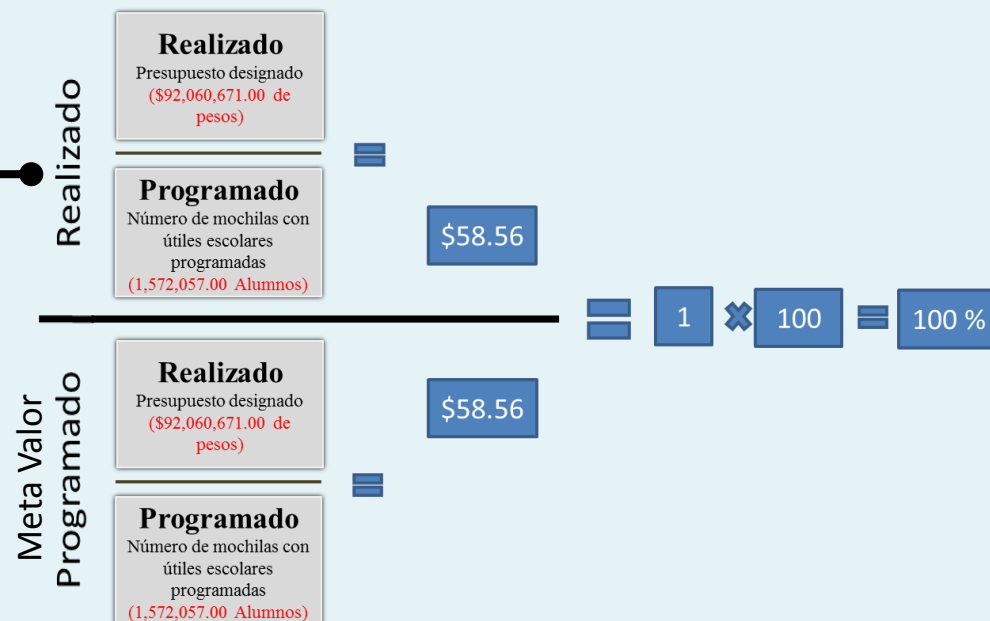 Realizado
Realizado
Presupuesto designado
($92,060,671.00 de
pesos)
Programado
Número de mochilas con
útiles escolares
programadas
(1,572,057.00 Alumnos)
$58.56
1
100
100 %
Meta Valor
Programado
Realizado
Presupuesto designado
($92,060,671.00 de
pesos)
$58.56
Programado
Número de mochilas con
útiles escolares
programadas
(1,572,057.00 Alumnos)